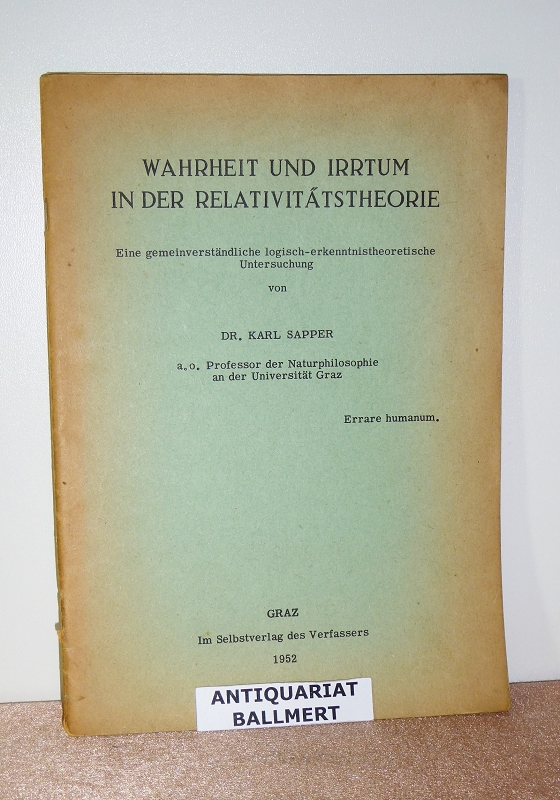 WAHRHEIT UND IRRTUM
IN DER RELATIVITÁTSTHEORIE
Eine gemeinverständliche logisch-erkenntnistheoretische
Untersuchung
von
DR. KARL SAPPER
a.o. Professor der Naturphilosophie
an der Universität Graz
Errare humanum.
GRAZ
Im Selbstverlag des Verfassers
1952
ANTIQUARIAT
BALLMERT